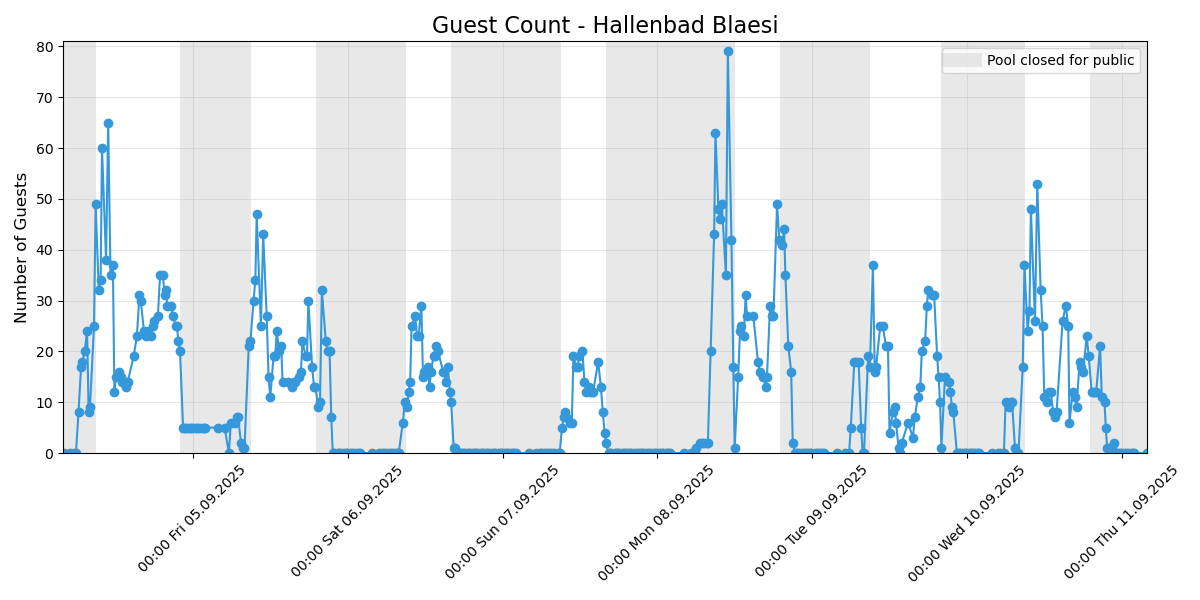 Guest Count - Hallenbad Blaesi
Pool closed for public
Number of Guests
80
70
60
50
40
30
20
10
0
00:00 Fri 05.09.2025
00:00 Sat 06.09.2025
00:00 Sun 07.09.2025
00:00 Mon 08.09.2025
00:00 Tue 09.09.2025
00:00 Wed 10.09.2025
00:00 Thu 11.09.2025